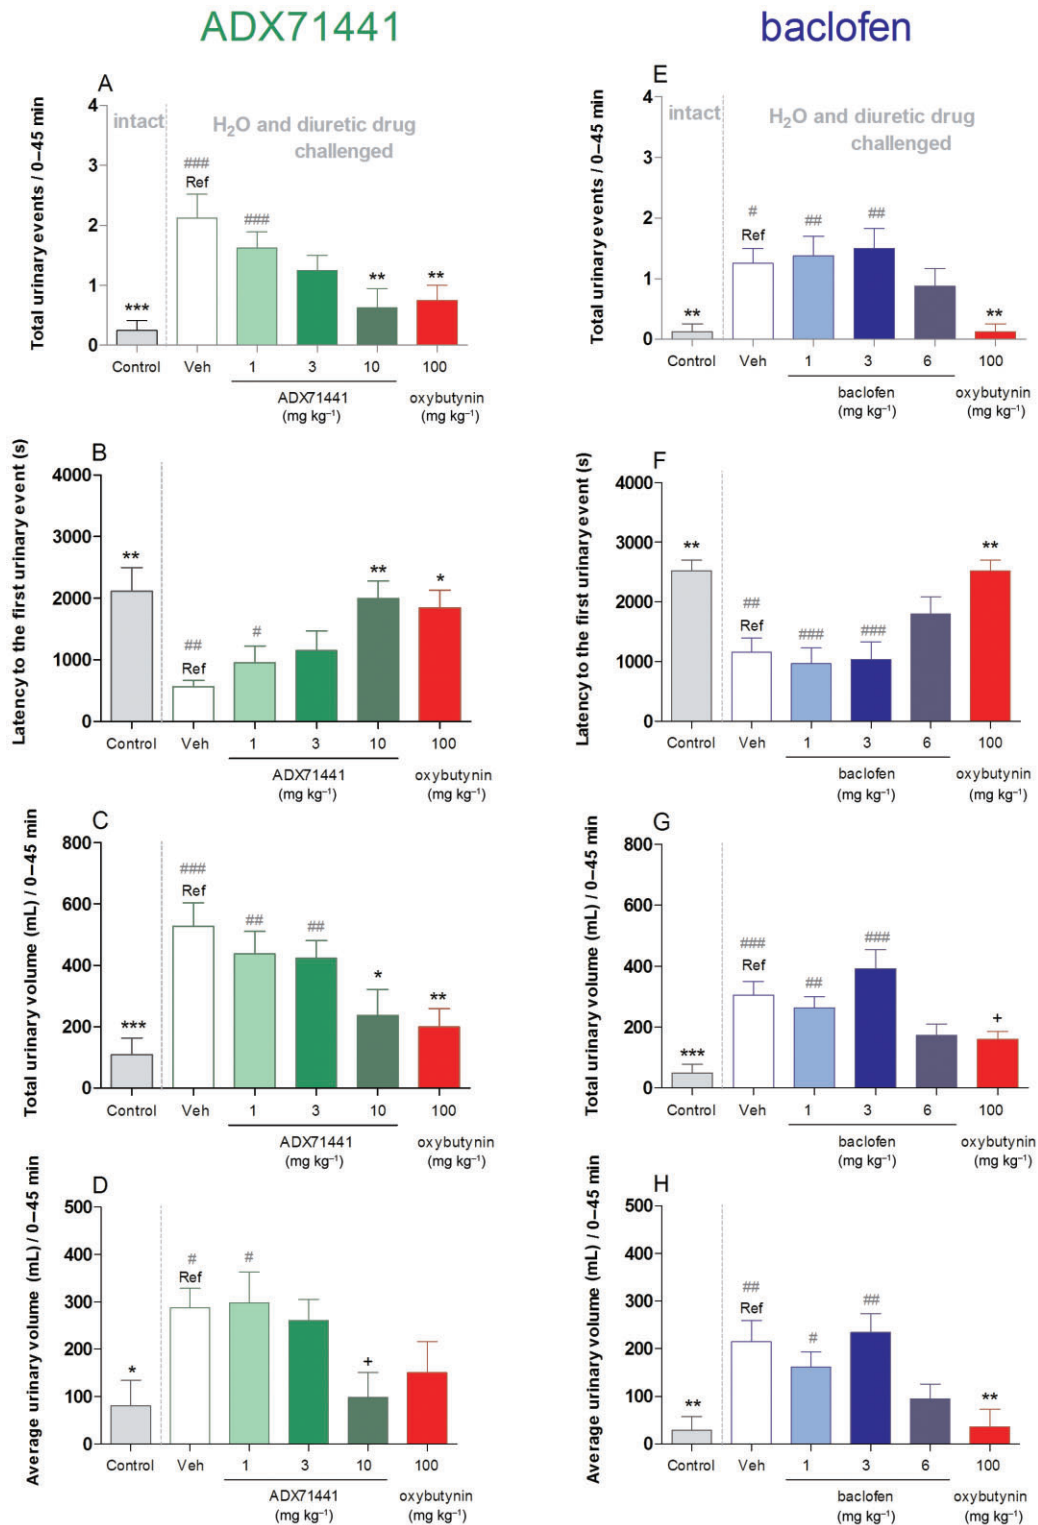 ADX71441
baclofen
A
Total urinary events / 0–45 min
4
3
2
1
0
intact
H₂O and diuretic drug
challenged
***
###
Ref
###
**
**
Control
Veh
1
3
10
100
ADX71441
(mg kg⁻¹)
oxybutynin
(mg kg⁻¹)
E
Total urinary events / 0–45 min
4
3
2
1
0
intact
H₂O and diuretic drug
challenged
**
#
Ref
##
##
**
Control
Veh
1
3
6
100
baclofen
(mg kg⁻¹)
oxybutynin
(mg kg⁻¹)
B
Latency to the first urinary event (s)
4000
3000
2000
1000
0
**
##
Ref
#
**
*
Control
Veh
1
3
10
100
ADX71441
(mg kg⁻¹)
oxybutynin
(mg kg⁻¹)
F
Latency to the first urinary event (s)
4000
3000
2000
1000
0
**
##
Ref
###
###
**
Control
Veh
1
3
6
100
baclofen
(mg kg⁻¹)
oxybutynin
(mg kg⁻¹)
C
Total urinary volume (mL) / 0–45 min
800
600
400
200
0
***
###
Ref
##
##
*
**
Control
Veh
1
3
10
100
ADX71441
(mg kg⁻¹)
oxybutynin
(mg kg⁻¹)
G
Total urinary volume (mL) / 0–45 min
800
600
400
200
0
***
###
Ref
##
###
+
Control
Veh
1
3
6
100
baclofen
(mg kg⁻¹)
oxybutynin
(mg kg⁻¹)
D
Average urinary volume (mL) / 0–45 min
500
400
300
200
100
0
*
#
Ref
#
+
Control
Veh
1
3
10
100
ADX71441
(mg kg⁻¹)
oxybutynin
(mg kg⁻¹)
H
Average urinary volume (mL) / 0–45 min
500
400
300
200
100
0
**
##
Ref
#
##
**
Control
Veh
1
3
6
100
baclofen
(mg kg⁻¹)
oxybutynin
(mg kg⁻¹)